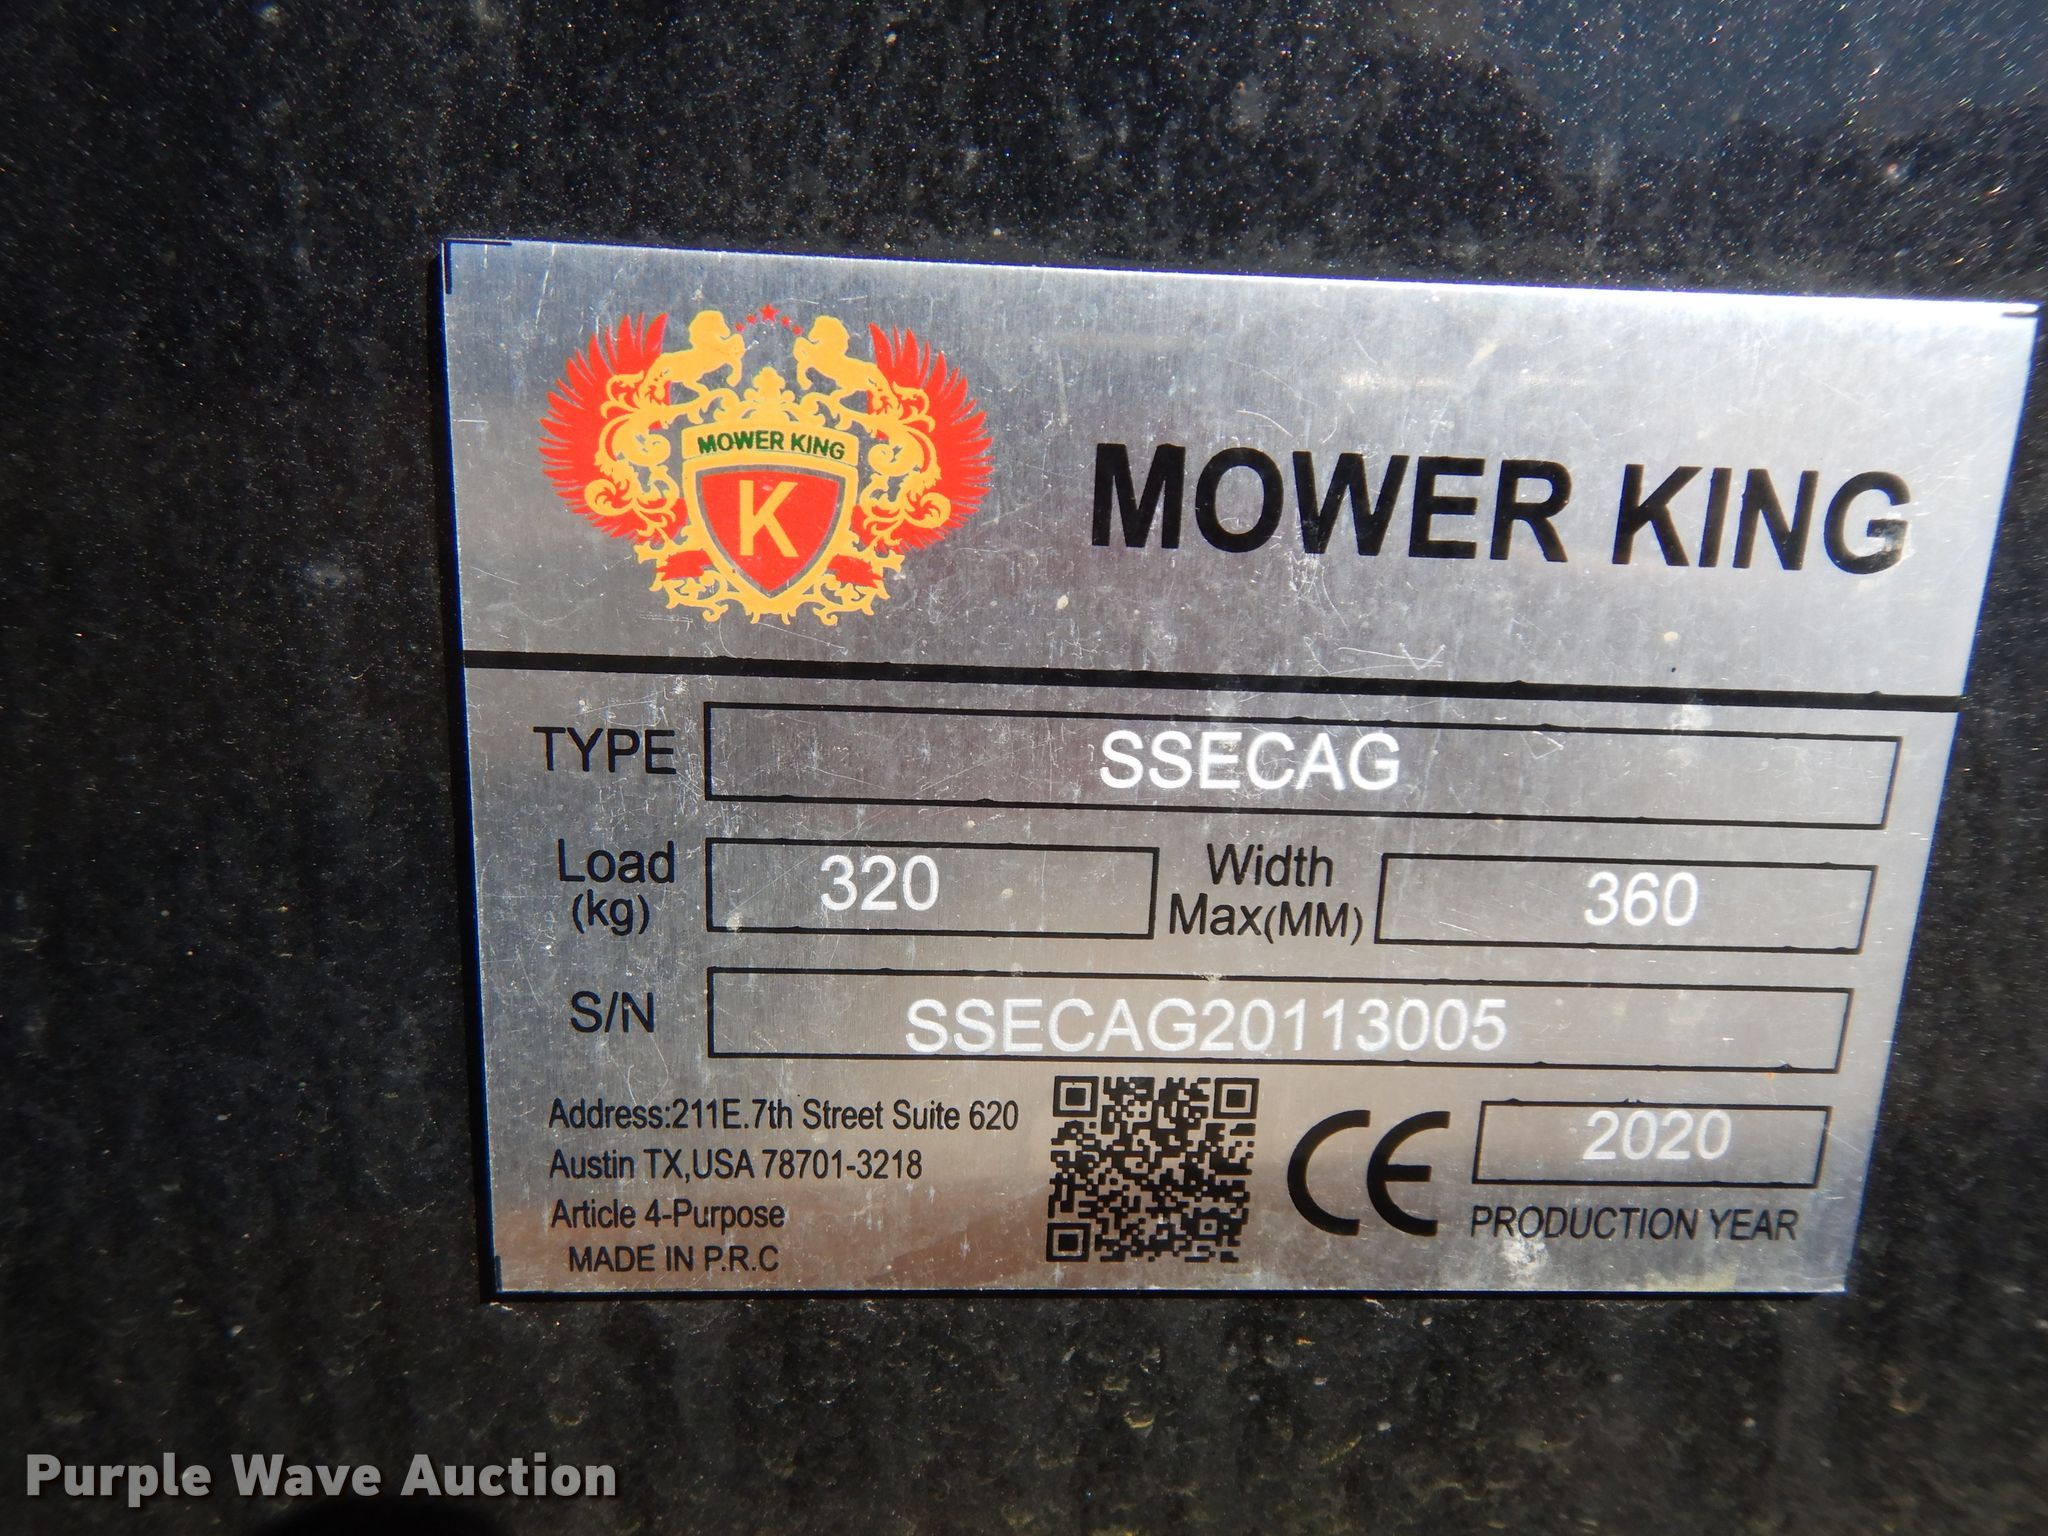 MOWER KING
K
MOWER KING
TYPE SSECAG
Load (kg) 320 Width Max(MM) 360
S/N SSECAG20113005
Address:211E.7th Street Suite 620
Austin TX,USA 78701-3218
Article 4-Purpose
MADE IN P.R.C
CE
2020
PRODUCTION YEAR
Purple Wave Auction